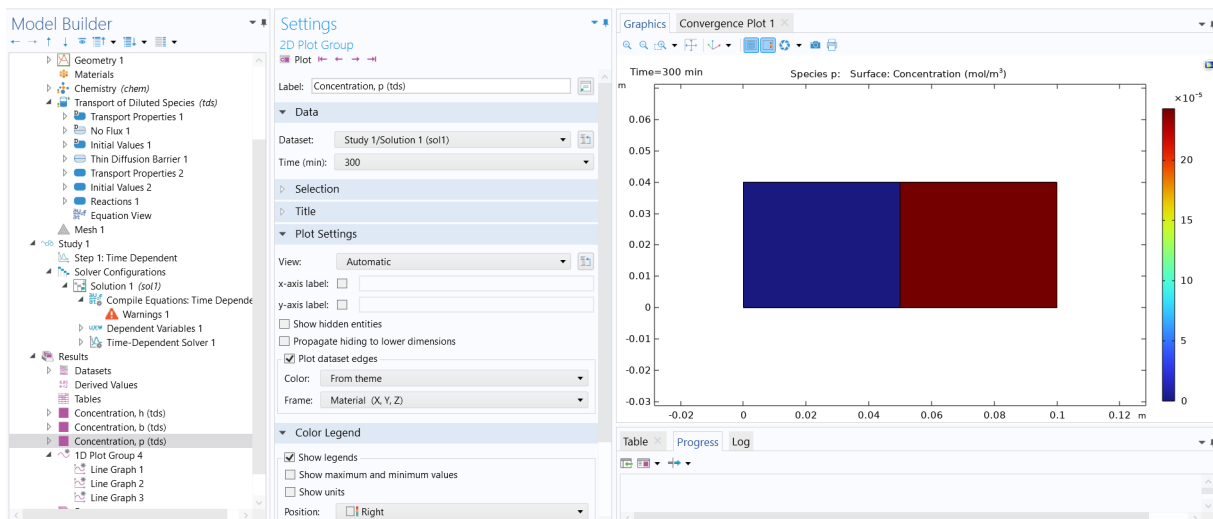 Model Builder
Geometry 1
Materials
Chemistry (chem)
Transport of Diluted Species (tds)
Transport Properties 1
No Flux 1
Initial Values 1
Thin Diffusion Barrier 1
Transport Properties 2
Initial Values 2
Reactions 1
Equation View
Mesh 1
Study 1
Step 1: Time Dependent
Solver Configurations
Solution 1 (sol1)
Compile Equations: Time Depende
Warnings 1
Dependent Variables 1
Time-Dependent Solver 1
Results
Datasets
Derived Values
Tables
Concentration, h (tds)
Concentration, b (tds)
Concentration, p (tds)
1D Plot Group 4
Line Graph 1
Line Graph 2
Line Graph 3
Settings
2D Plot Group
Plot
Label: Concentration, p (tds)
Data
Dataset: Study 1/Solution 1 (sol1)
Time (min): 300
Selection
Title
Plot Settings
View: Automatic
x-axis label:
y-axis label:
Show hidden entities
Propagate hiding to lower dimensions
Plot dataset edges
Color: From theme
Frame: Material (X, Y, Z)
Color Legend
Show legends
Show maximum and minimum values
Show units
Position: Right
Graphics Convergence Plot 1
Time=300 min Species p: Surface: Concentration (mol/m³)
m
0.06
0.05
0.04
0.03
0.02
0.01
0
-0.01
-0.02
-0.03
-0.02 0 0.02 0.04 0.06 0.08 0.1 0.12 m
×10⁻⁵
20
15
10
5
0
Table Progress Log